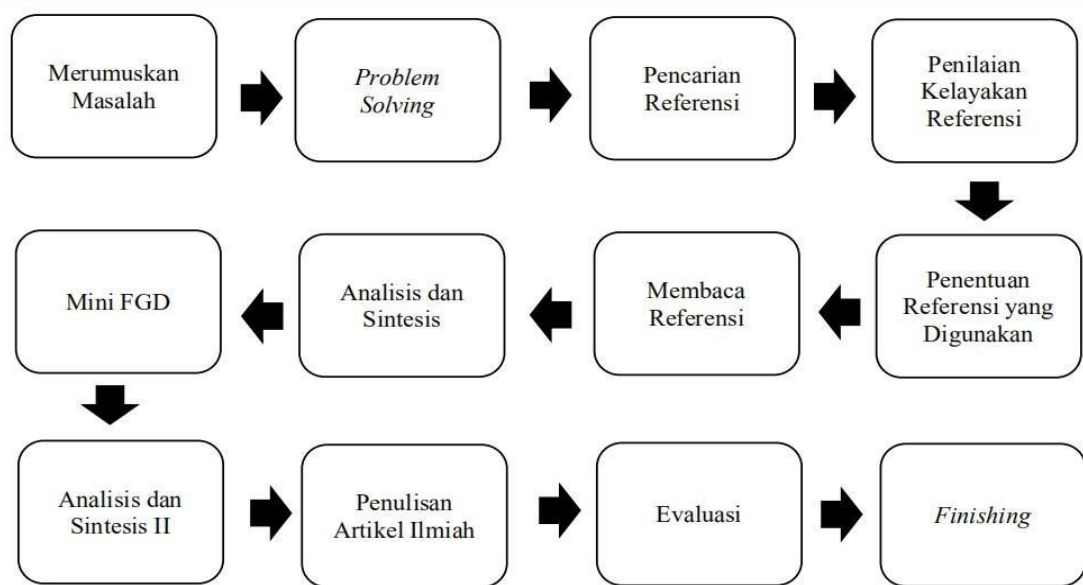 Merumuskan
Masalah
Problem
Solving
Pencarian
Referensi
Penilaian
Kelayakan
Referensi
Penentuan
Referensi yang
Digunakan
Membaca
Referensi
Analisis dan
Sintesis
Mini FGD
Analisis dan
Sintesis II
Penulisan
Artikel Ilmiah
Evaluasi
Finishing